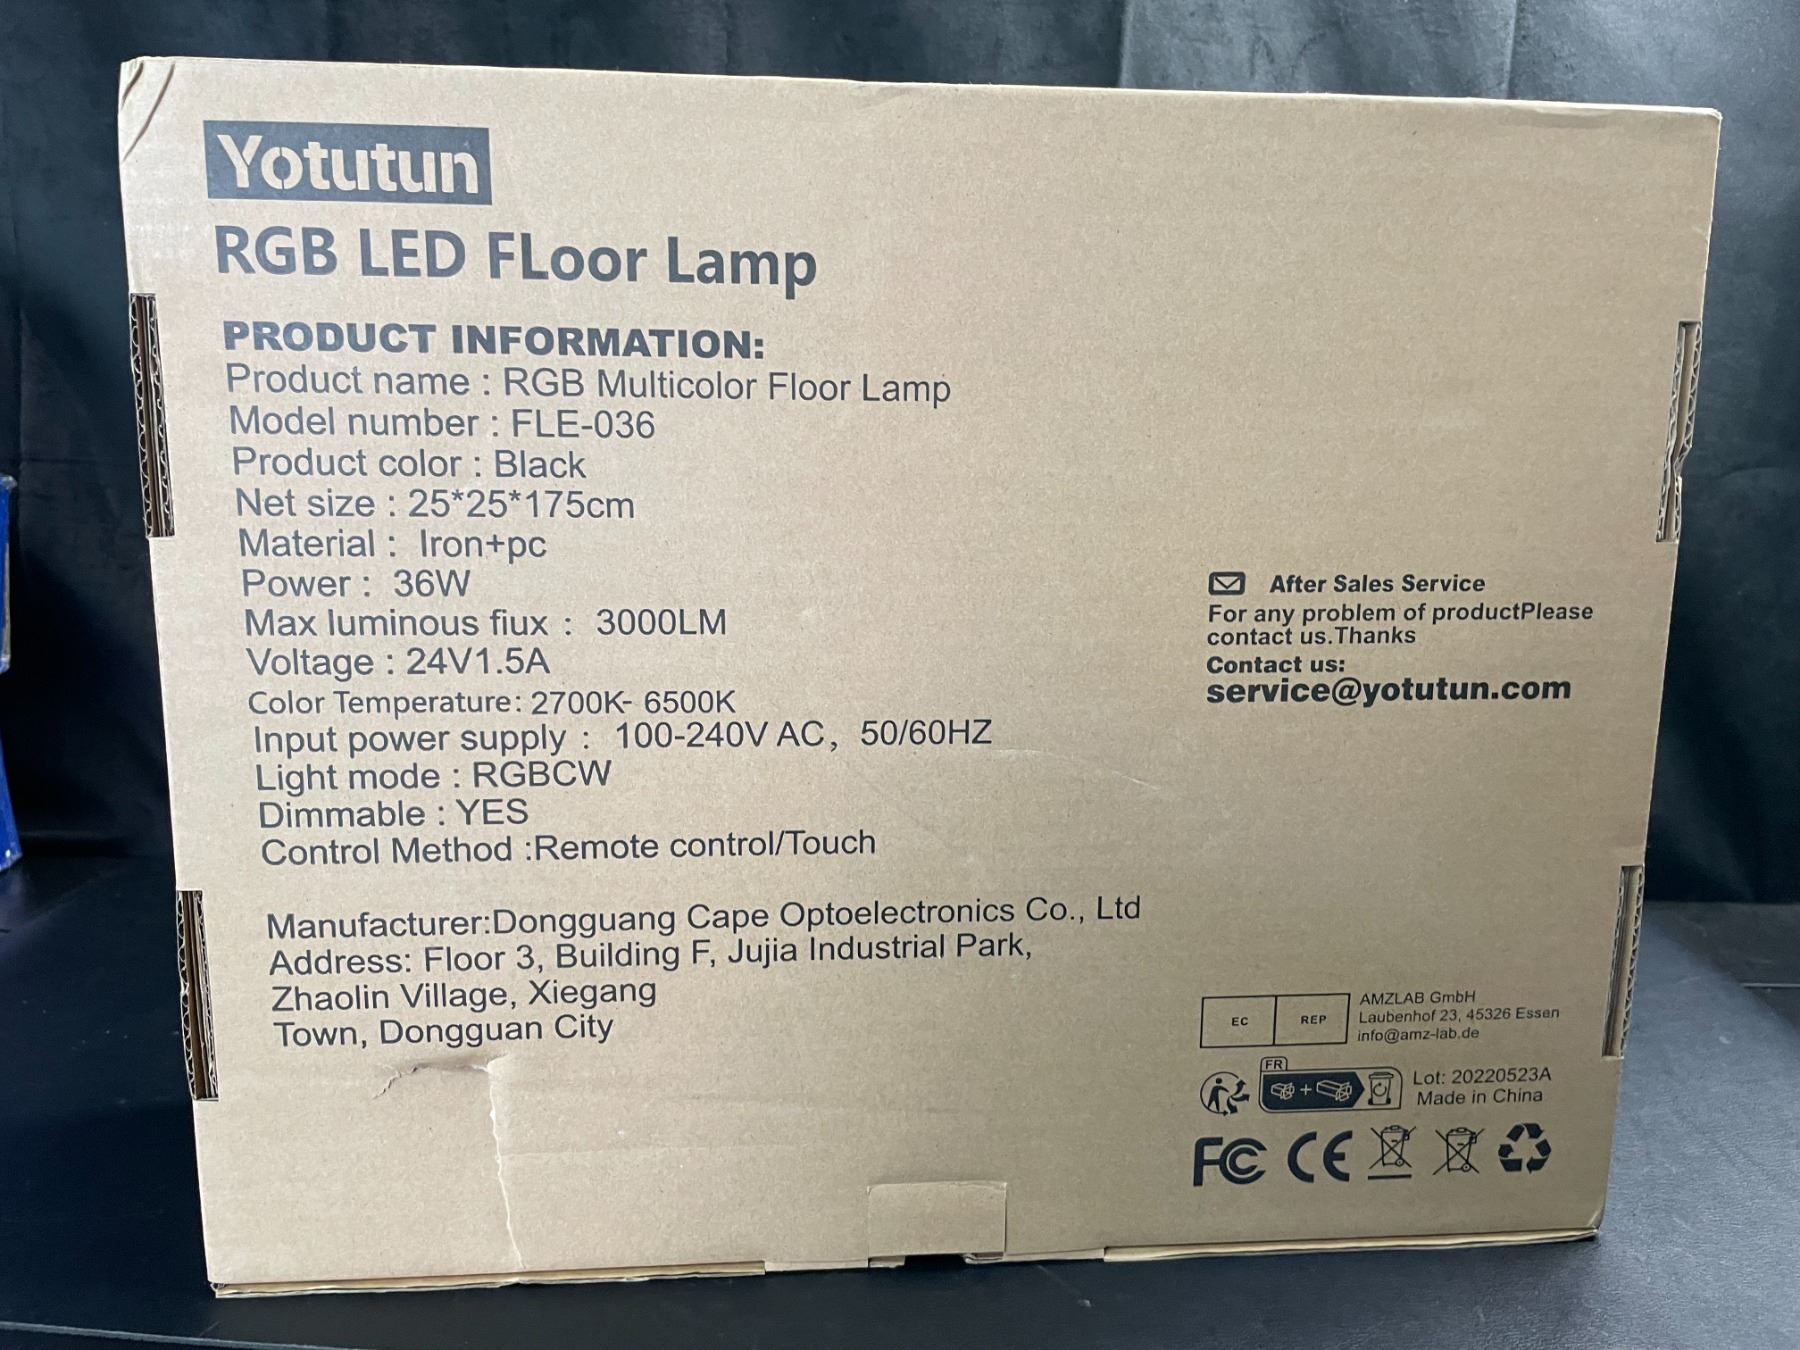 Yotutun
RGB LED FLoor Lamp
PRODUCT INFORMATION:
Product name : RGB Multicolor Floor Lamp
Model number : FLE-036
Product color : Black
Net size : 25*25*175cm
Material : Iron+pc
Power : 36W
Max luminous fiux : 3000LM
Voltage : 24V1.5A
Color Temperature: 2700K- 6500K
Input power supply : 100-240V AC, 50/60HZ
Light mode : RGBCW
Dimmable : YES
Control Method :Remote control/Touch
Manufacturer:Dongguang Cape Optoelectronics Co., Ltd
Address: Floor 3, Building F, Jujia Industrial Park,
Zhaolin Village, Xiegang
Town, Dongguan City
After Sales Service
For any problem of productPlease
contact us.Thanks
Contact us:
service@yotutun.com
EC REP
AMZLAB GmbH
Laubenhof 23, 45326 Essen
info@amz-lab.de
FR
Lot: 20220523A
Made in China
FC CE